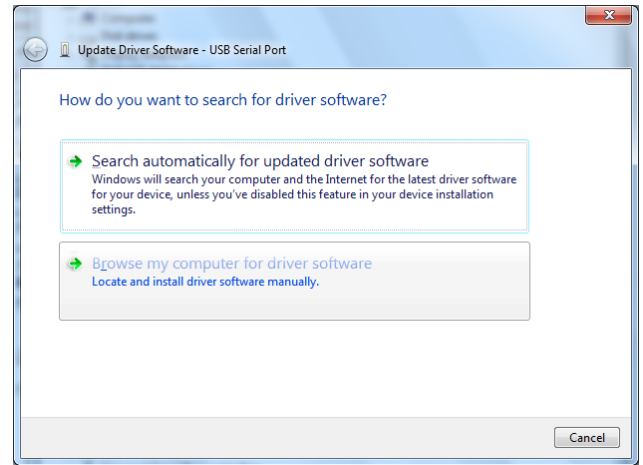 Computer
Update Driver Software - USB Serial Port
How do you want to search for driver software?
Search automatically for updated driver software
Windows will search your computer and the Internet for the latest driver software
for your device, unless you've disabled this feature in your device installation
settings.
Browse my computer for driver software
Locate and install driver software manually.
Cancel